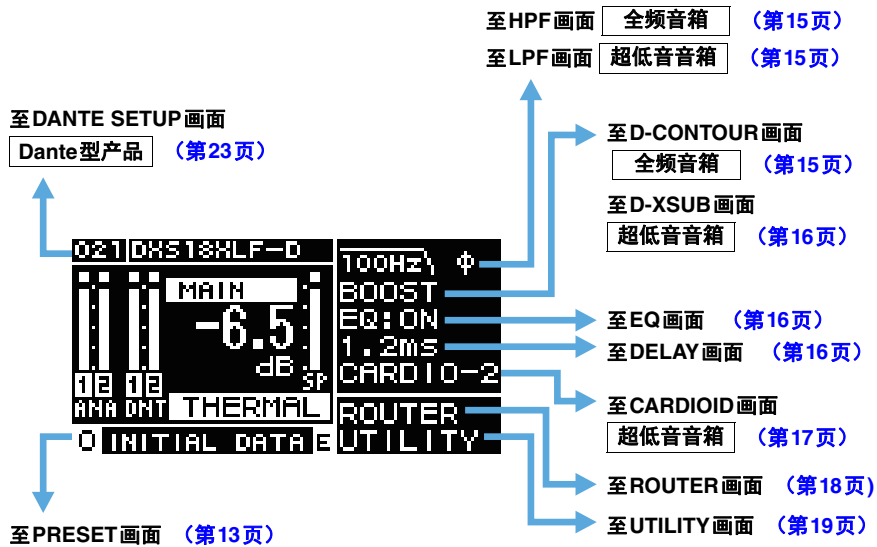 至HPF画面 全频音箱 （第15页）
至LPF画面 超低音音箱 （第15页）
至DANTE SETUP画面
Dante型产品 （第23页）
至D-CONTOUR画面
全频音箱 （第15页）
至D-XSUB画面
超低音音箱 （第16页）
021 DXS18XLF-D
MAIN
-6.5
dB
1 2 1 2 SP
ANA DNT THERMAL
0 INITIAL DATA E
100Hz φ
BOOST
EQ:ON
1.2ms
CARDIO-2
ROUTER
UTILITY
至EQ画面 （第16页）
至DELAY画面 （第16页）
至CARDIOID画面
超低音音箱 （第17页）
至ROUTER画面 （第18页)
至UTILITY画面 （第19页）
至PRESET画面 （第13页）